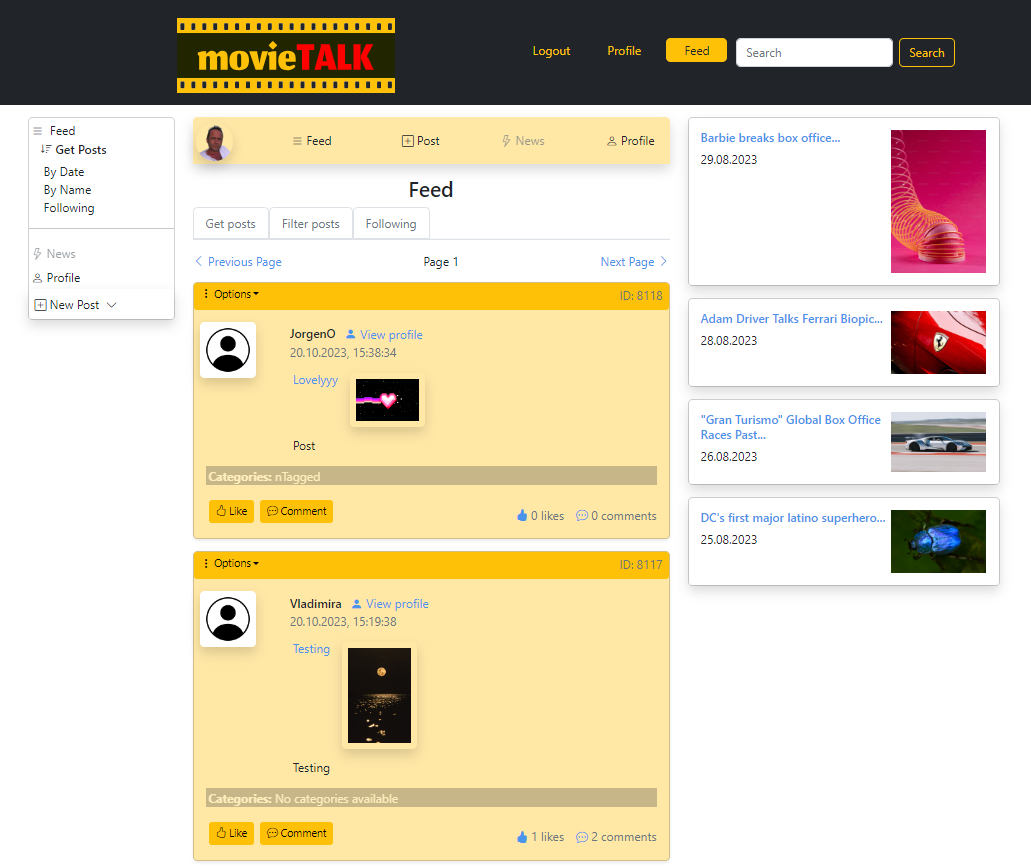 movieTALK
Logout
Profile
Feed
Search
Search
Feed
Get Posts
By Date
By Name
Following
News
Profile
New Post
Feed
Post
News
Profile
Feed
Get posts
Filter posts
Following
Previous Page
Page 1
Next Page
Options
ID: 8118
JorgenO
View profile
20.10.2023, 15:38:34
Lovelyyy
Post
Categories: nTagged
Like
Comment
0 likes
0 comments
Options
ID: 8117
Vladimira
View profile
20.10.2023, 15:19:38
Testing
Testing
Categories: No categories available
Like
Comment
1 likes
2 comments
Barbie breaks box office...
29.08.2023
Adam Driver Talks Ferrari Biopic...
28.08.2023
"Gran Turismo" Global Box Office
Races Past...
26.08.2023
DC's first major latino superhero...
25.08.2023